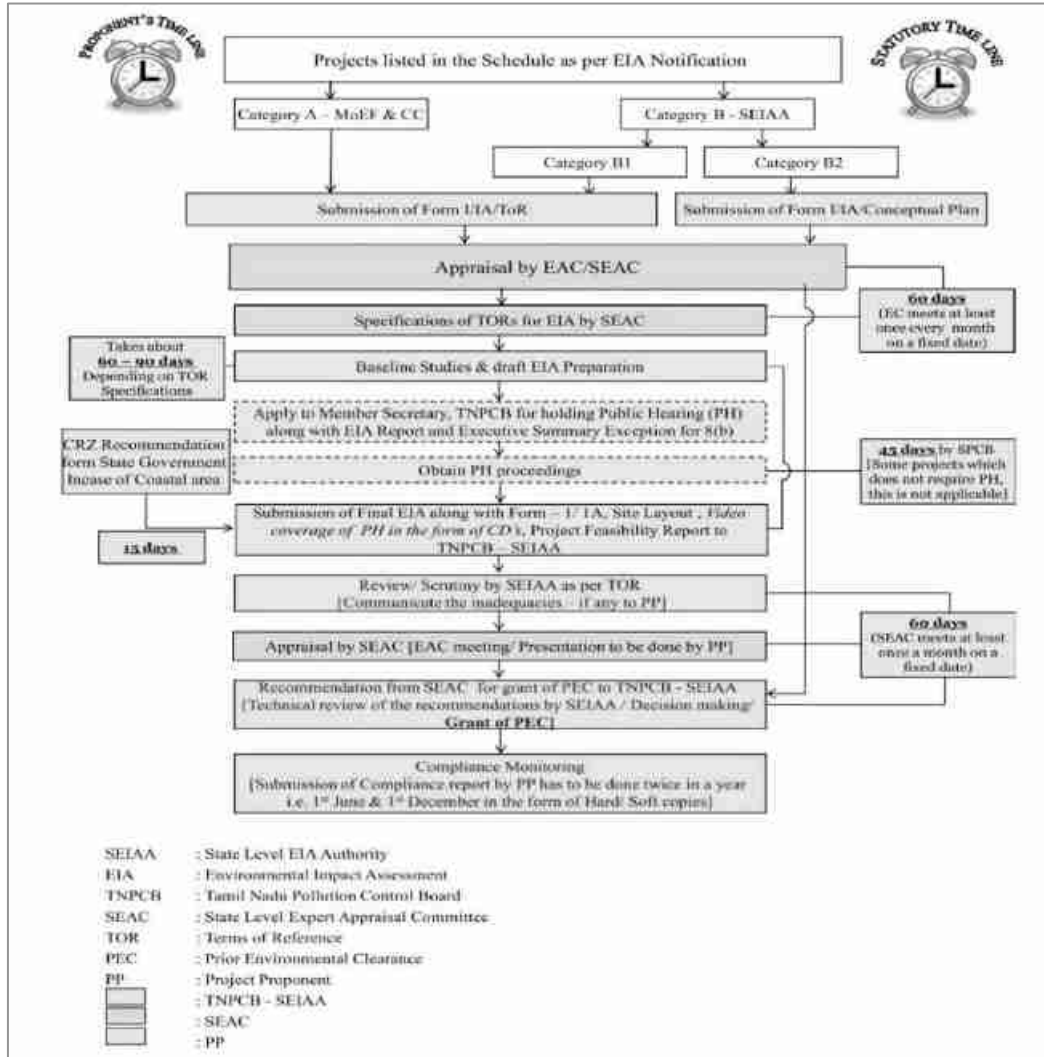 PROPONENT'S TIME LINE
STATUTORY TIME LINE
Projects listed in the Schedule as per EIA Notification
Category A – MoEF & CC
Category B - SEIAA
Category B1
Category B2
Submission of Form I/IA/ToR
Submission of Form I/IA/Conceptual Plan
Appraisal by EAC/SEAC
60 days
(EC meets at least
once every month
on a fixed date)
Specifications of TORs for EIA by SEAC
Takes about
60 – 90 days
Depending on TOR
Specifications
Baseline Studies & draft EIA Preparation
Apply to Member Secretary, TNPCB for holding Public Hearing (PH)
along with EIA Report and Executive Summary Exception for 8(b)
CRZ Recommendation
form State Government
Incase of Coastal area
Obtain PH proceedings
45 days by SPCB
[Some projects which
does not require PH,
this is not applicable]
15 days
Submission of Final EIA along with Form – 1/ 1A, Site Layout , Video
coverage of PH in the form of CD's, Project Feasibility Report to
TNPCB – SEIAA
Review/ Scrutiny by SEIAA as per TOR
[Communicate the inadequacies – if any to PP]
60 days
(SEAC meets at least
once a month on a
fixed date)
Appraisal by SEAC [EAC meeting/ Presentation to be done by PP]
Recommendation from SEAC for grant of PEC to TNPCB - SEIAA
[Technical review of the recommendations by SEIAA / Decision making/
Grant of PEC]
Compliance Monitoring
[Submission of Compliance report by PP has to be done twice in a year
i.e. 1st June & 1st December in the form of Hard/ Soft copies]
SEIAA : State Level EIA Authority
EIA : Environmental Impact Assessment
TNPCB : Tamil Nadu Pollution Control Board
SEAC : State Level Expert Appraisal Committee
TOR : Terms of Reference
PEC : Prior Environmental Clearance
PP : Project Proponent
: TNPCB - SEIAA
: SEAC
: PP